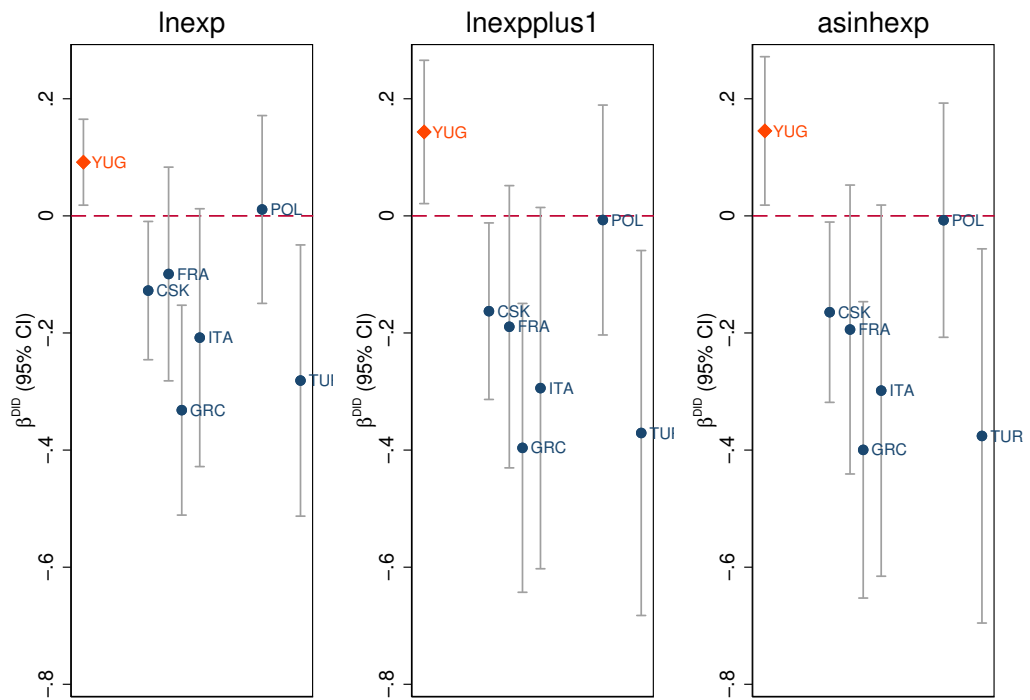 lnexp
β^DID (95% CI)
.2
0
-.2
-.4
-.6
-.8
YUG
POL
FRA
CSK
ITA
TUI
GRC
lnexpplus1
β^DID (95% CI)
.2
0
-.2
-.4
-.6
-.8
YUG
POL
CSK
FRA
ITA
TUI
GRC
asinhexp
β^DID (95% CI)
.2
0
-.2
-.4
-.6
-.8
YUG
POL
CSK
FRA
ITA
TUR
GRC